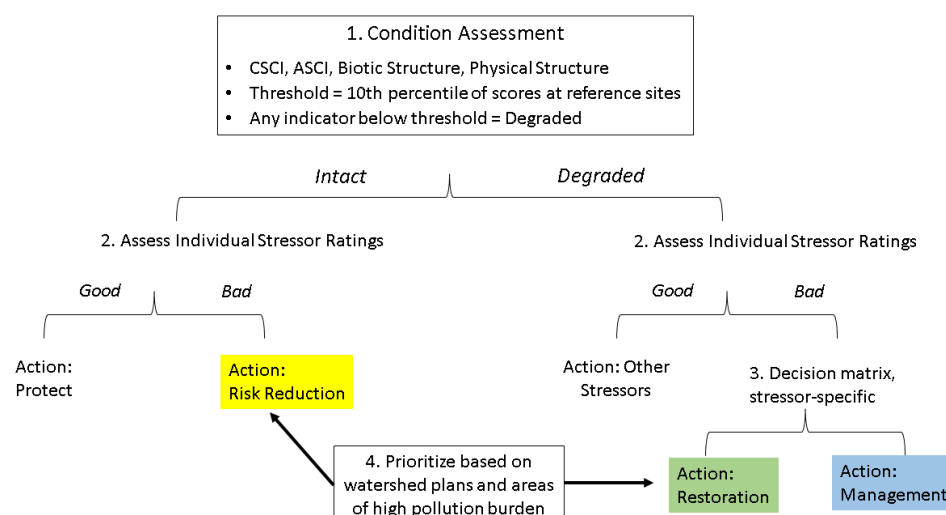 1. Condition Assessment
• CSCI, ASCI, Biotic Structure, Physical Structure
• Threshold = 10th percentile of scores at reference sites
• Any indicator below threshold = Degraded
Intact
Degraded
2. Assess Individual Stressor Ratings
2. Assess Individual Stressor Ratings
Good
Bad
Good
Bad
Action:
Protect
Action:
Risk Reduction
Action: Other
Stressors
3. Decision matrix,
stressor-specific
4. Prioritize based on
watershed plans and areas
of high pollution burden
Action:
Restoration
Action:
Management